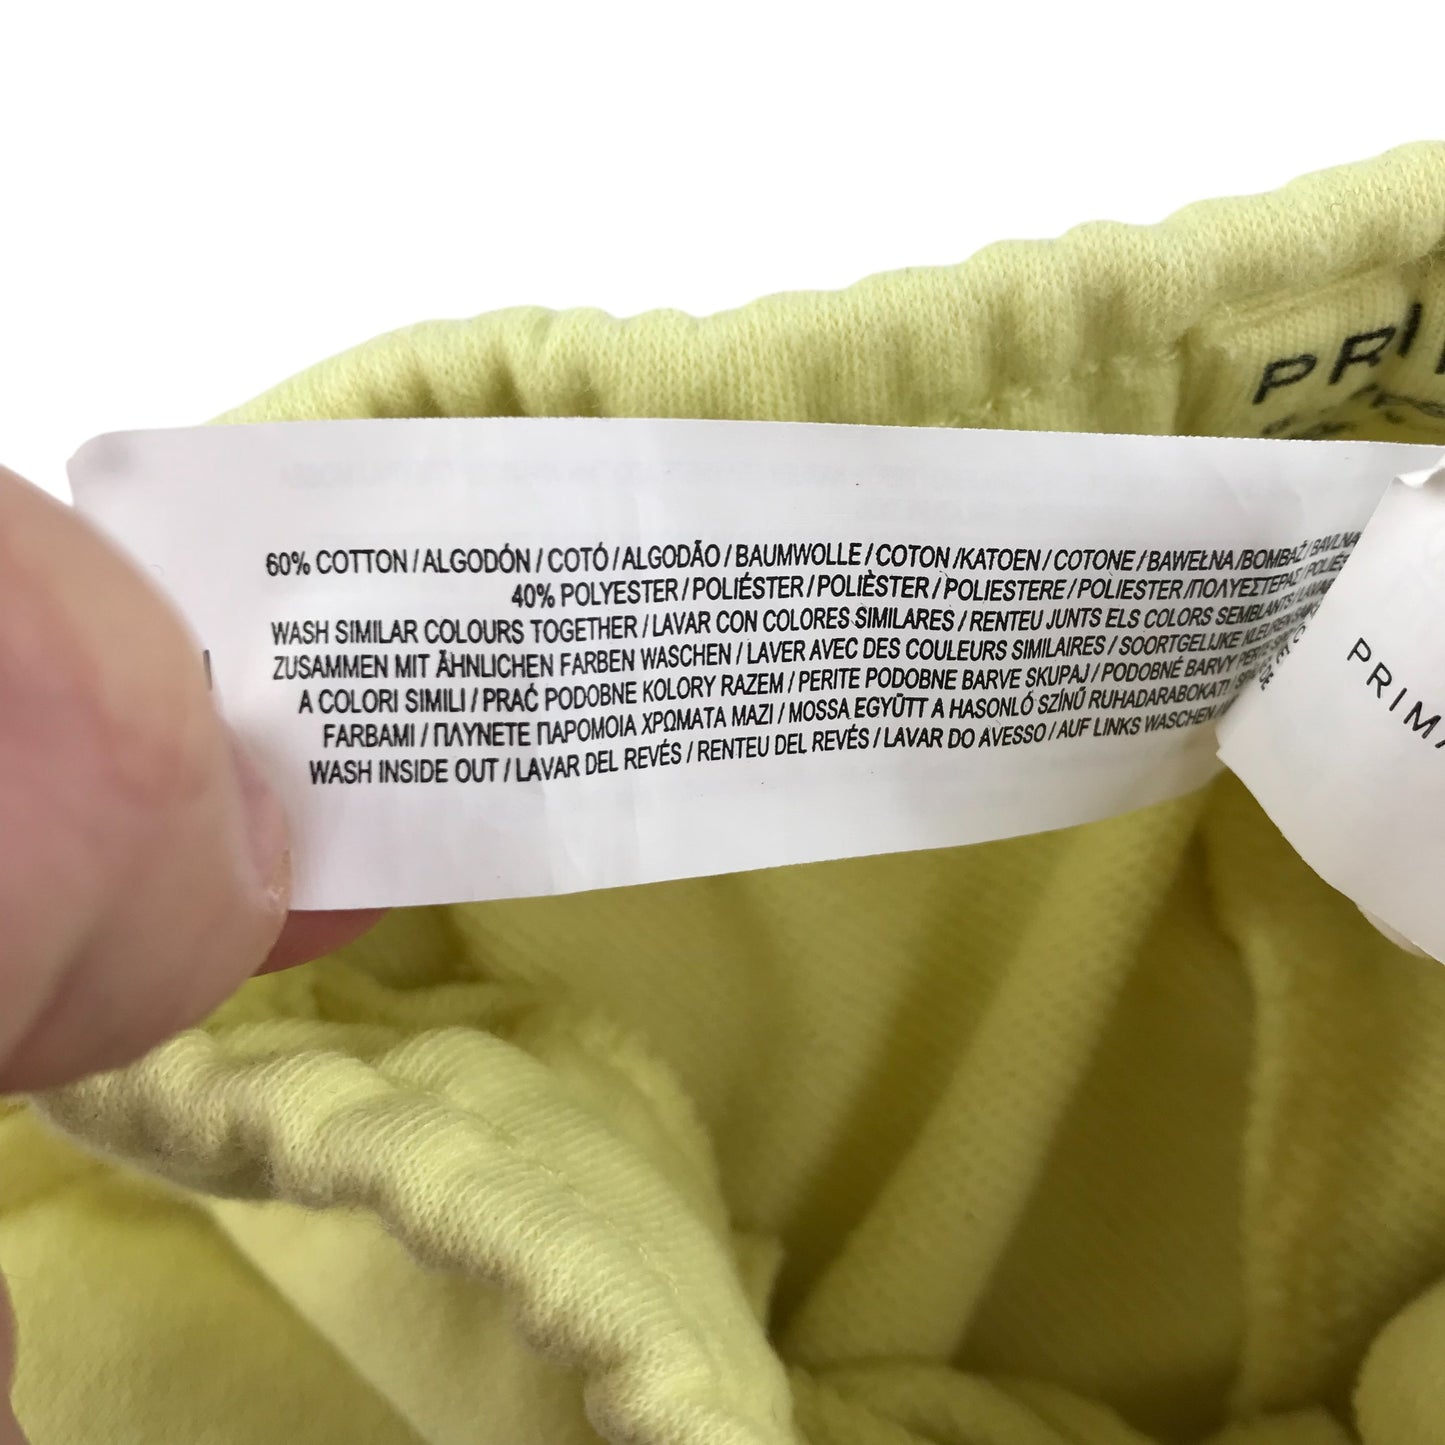 PRI
60% COTTON / ALGODÓN / COTÓ / ALGODÃO / BAUMWOLLE / COTON /KATOEN / COTONE / BAWEŁNA /BOMBAŽ / BAVLNA
40% POLYESTER / POLIÉSTER / POLIÈSTER / POLIESTERE / POLIESTER /ΠΟΛΥΕΣΤΕΡΑΣ /
WASH SIMILAR COLOURS TOGETHER / LAVAR CON COLORES SIMILARES / RENTEU JUNTS ELS COLORS SEMBLANTS /
ZUSAMMEN MIT ÄHNLICHEN FARBEN WASCHEN / LAVER AVEC DES COULEURS SIMILAIRES / SOORTGELIJKE KLEUREN
A COLORI SIMILI / PRAĆ PODOBNE KOLORY RAZEM / PERITE PODOBNE BARVE SKUPAJ / PODOBNÉ BARVY
FARBAMI / ΠΛΥΝΕΤΕ ΠΑΡΟΜΟΙΑ ΧΡΩΜΑΤΑ ΜΑΖΙ / MOSSA EGYÜTT A HASONLÓ SZÍNŰ RUHADARABOKAT! /
WASH INSIDE OUT / LAVAR DEL REVÉS / RENTEU DEL REVÉS / LAVAR DO AVESSO / AUF LINKS WASCHEN /
PRIMA